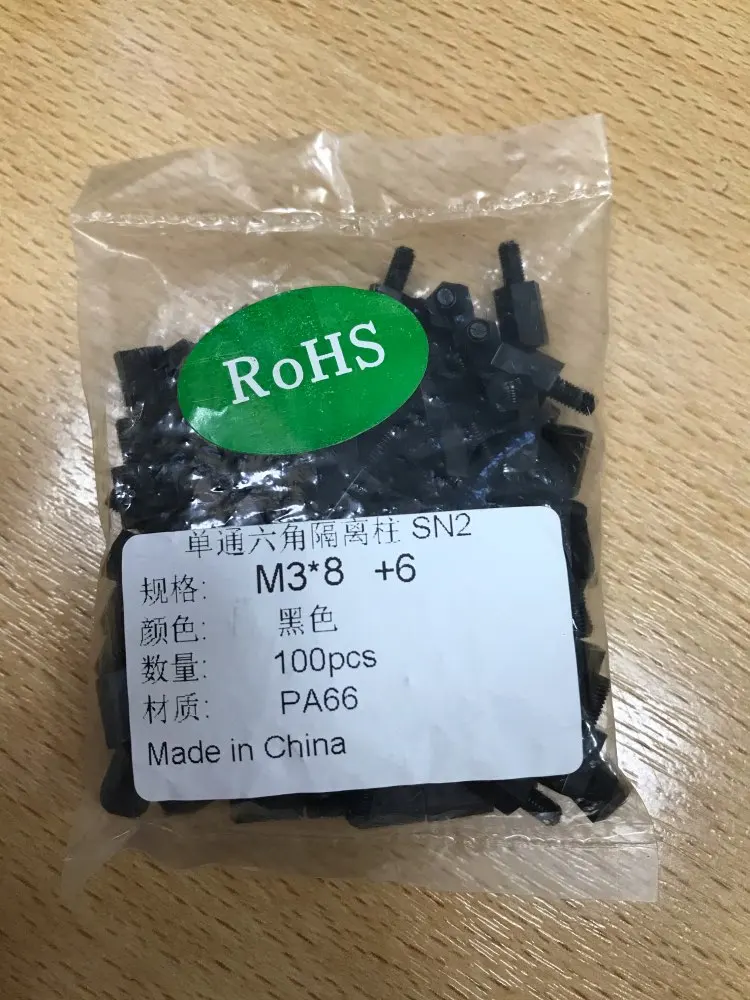 RoHS
单通六角隔离柱 SN2
规格: M3*8 +6
颜色: 黑色
数量: 100pcs
材质: PA66
Made in China